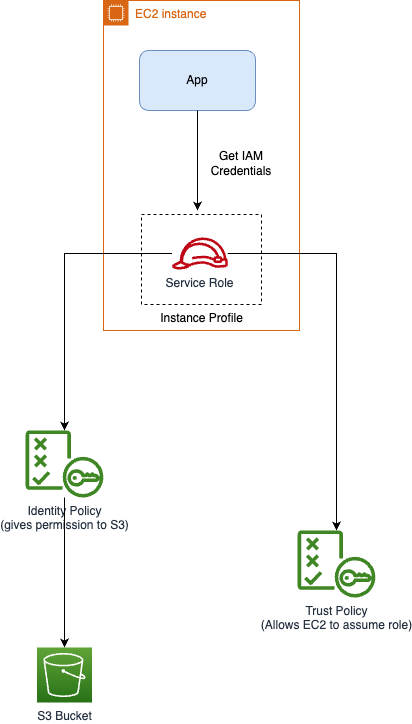 EC2 instance
App
Get IAM
Credentials
Service Role
Instance Profile
Identity Policy
(gives permission to S3)
Trust Policy
(Allows EC2 to assume role)
S3 Bucket